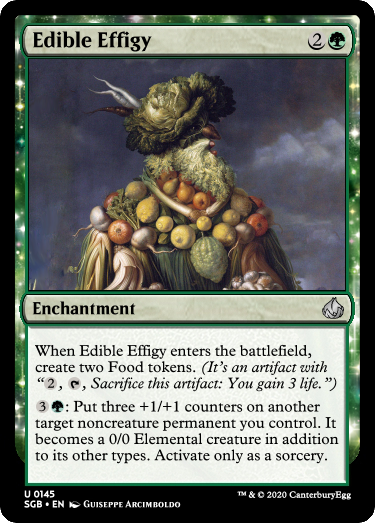 Edible Effigy 2
Enchantment
When Edible Effigy enters the battlefield,
create two Food tokens. (It's an artifact with
“2, , Sacrifice this artifact: You gain 3 life.”)
3 : Put three +1/+1 counters on another
target noncreature permanent you control. It
becomes a 0/0 Elemental creature in addition
to its other types. Activate only as a sorcery.
U 0145
SGB • EN Guiseppe Arcimboldo
™ & © 2020 CanterburyEgg